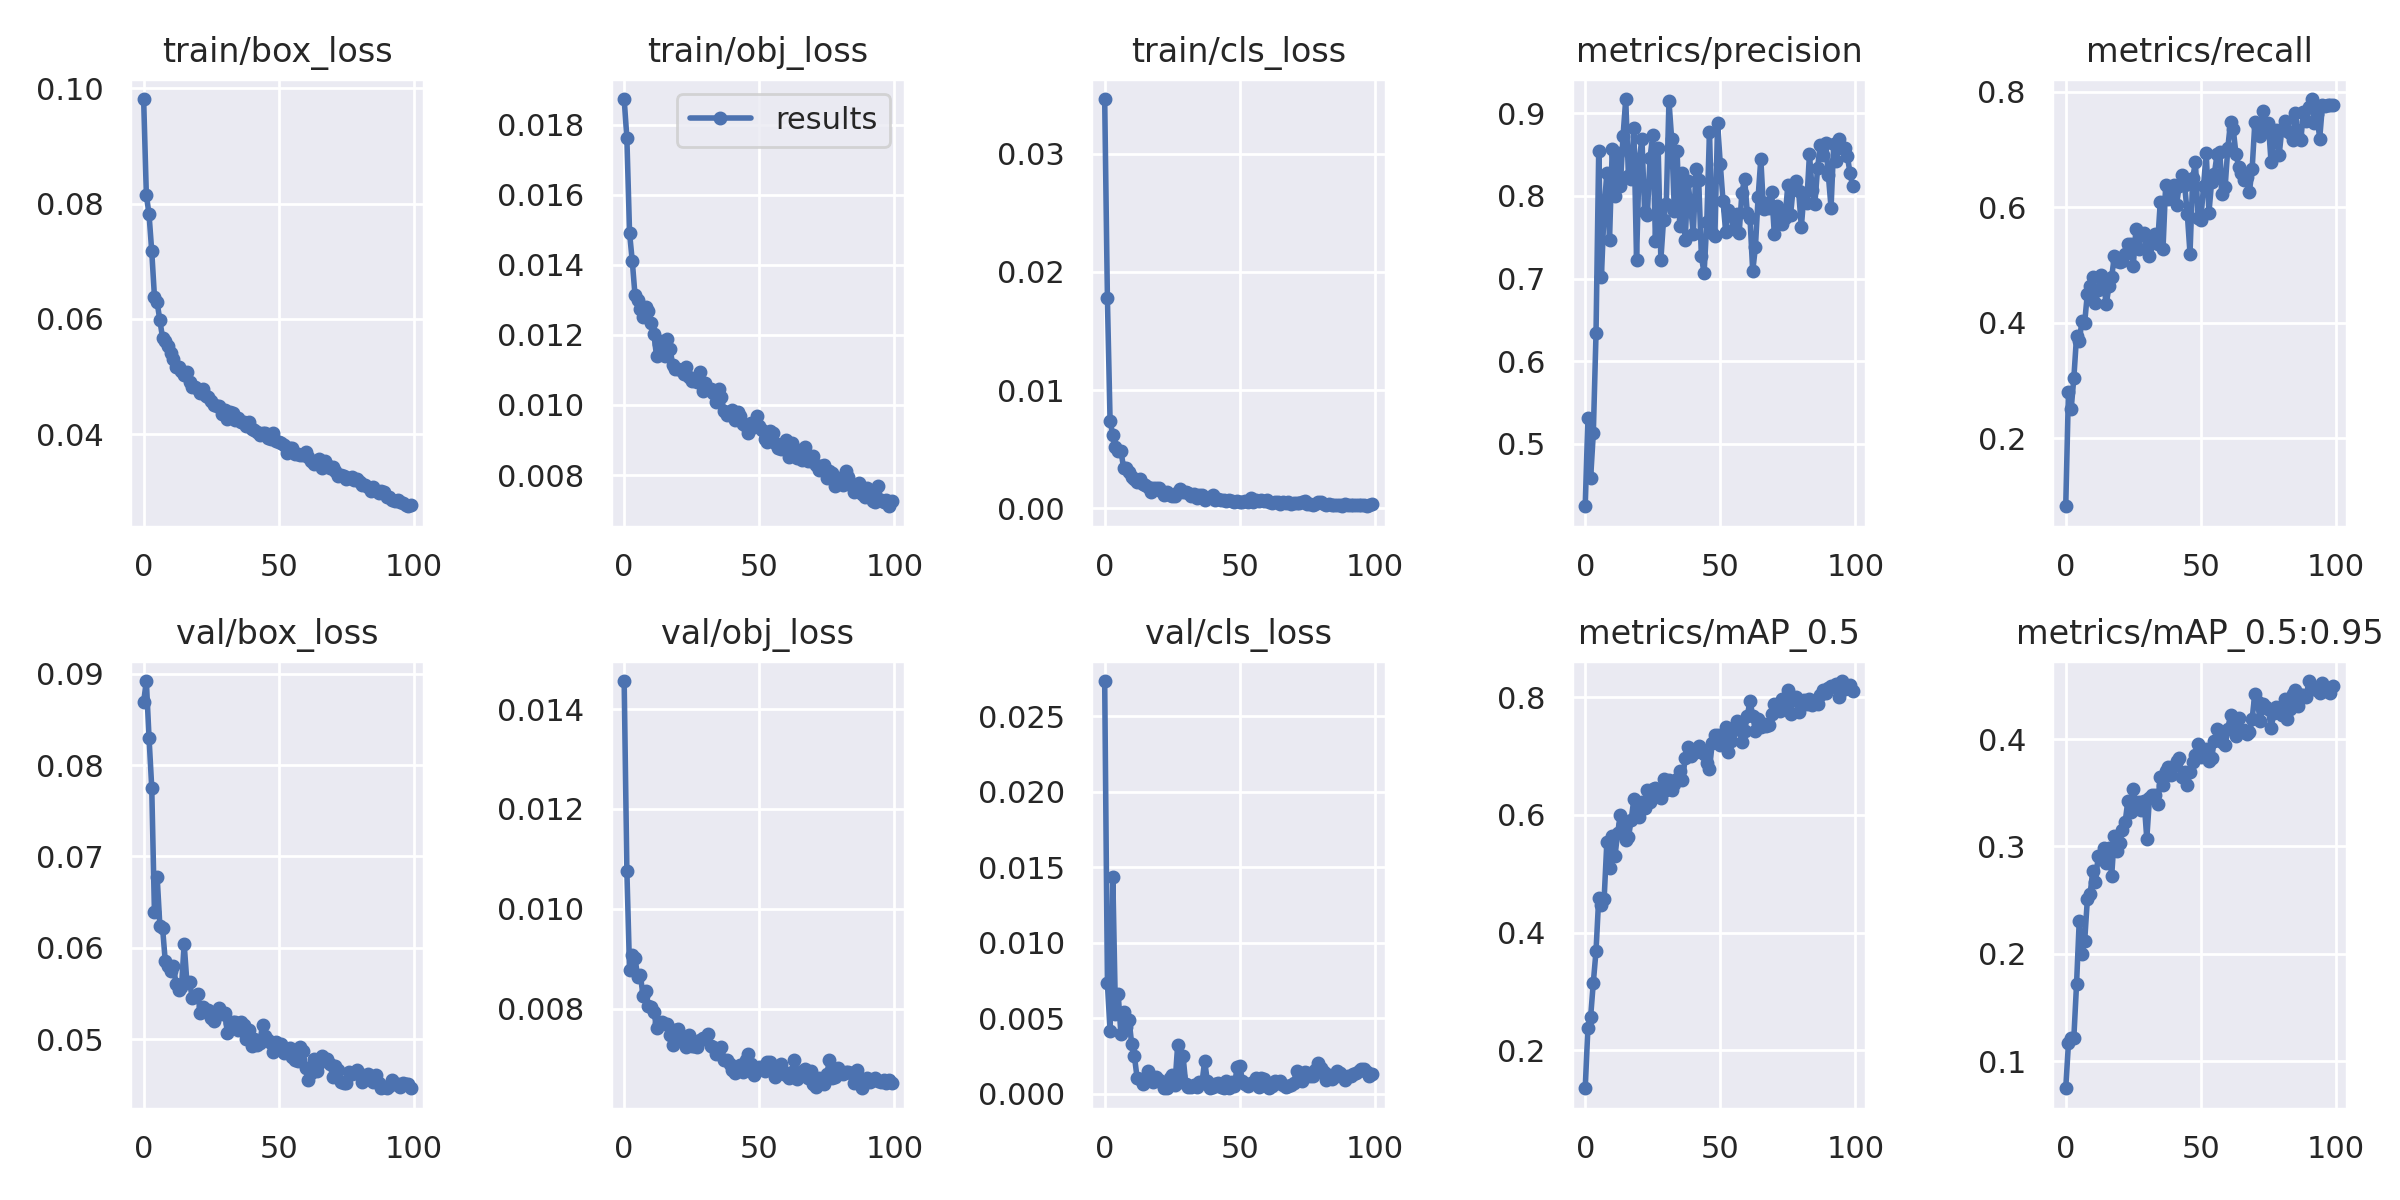 train/box_loss
train/obj_loss
train/cls_loss
metrics/precision
metrics/recall
0.10
0.08
0.06
0.04
0 50 100
results
0.018
0.016
0.014
0.012
0.010
0.008
0 50 100
0.03
0.02
0.01
0.00
0 50 100
0.9
0.8
0.7
0.6
0.5
0 50 100
0.8
0.6
0.4
0.2
0 50 100
val/box_loss
val/obj_loss
val/cls_loss
metrics/mAP_0.5
metrics/mAP_0.5:0.95
0.09
0.08
0.07
0.06
0.05
0 50 100
0.014
0.012
0.010
0.008
0 50 100
0.025
0.020
0.015
0.010
0.005
0.000
0 50 100
0.8
0.6
0.4
0.2
0 50 100
0.4
0.3
0.2
0.1
0 50 100